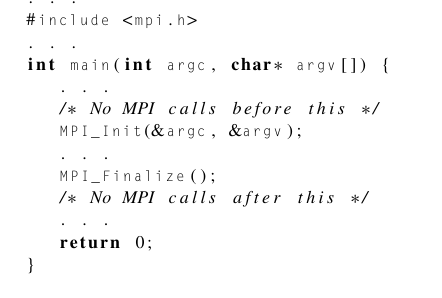 . . .
#include <mpi.h>
. . .
int main(int argc, char* argv[]) {
. . .
/* No MPI calls before this */
MPI_Init(&argc, &argv);
. . .
MPI_Finalize();
/* No MPI calls after this */
. . .
return 0;
}